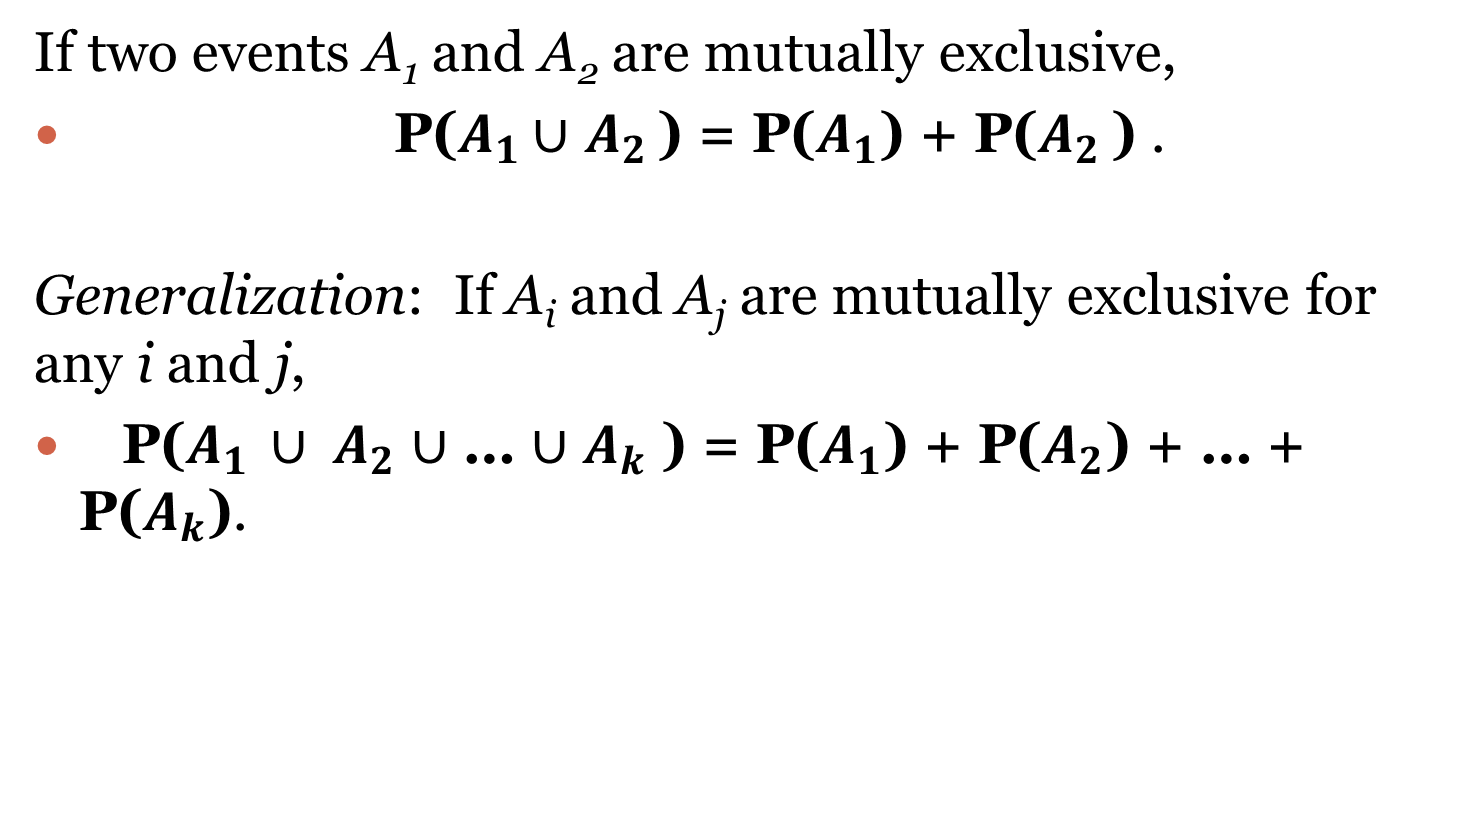 If two events A₁ and A₂ are mutually exclusive,
• P(A₁ ∪ A₂ ) = P(A₁) + P(A₂ ) .
Generalization: If Aᵢ and Aⱼ are mutually exclusive for
any i and j,
• P(A₁ ∪ A₂ ∪ … ∪ Aₖ ) = P(A₁) + P(A₂) + … +
P(Aₖ).